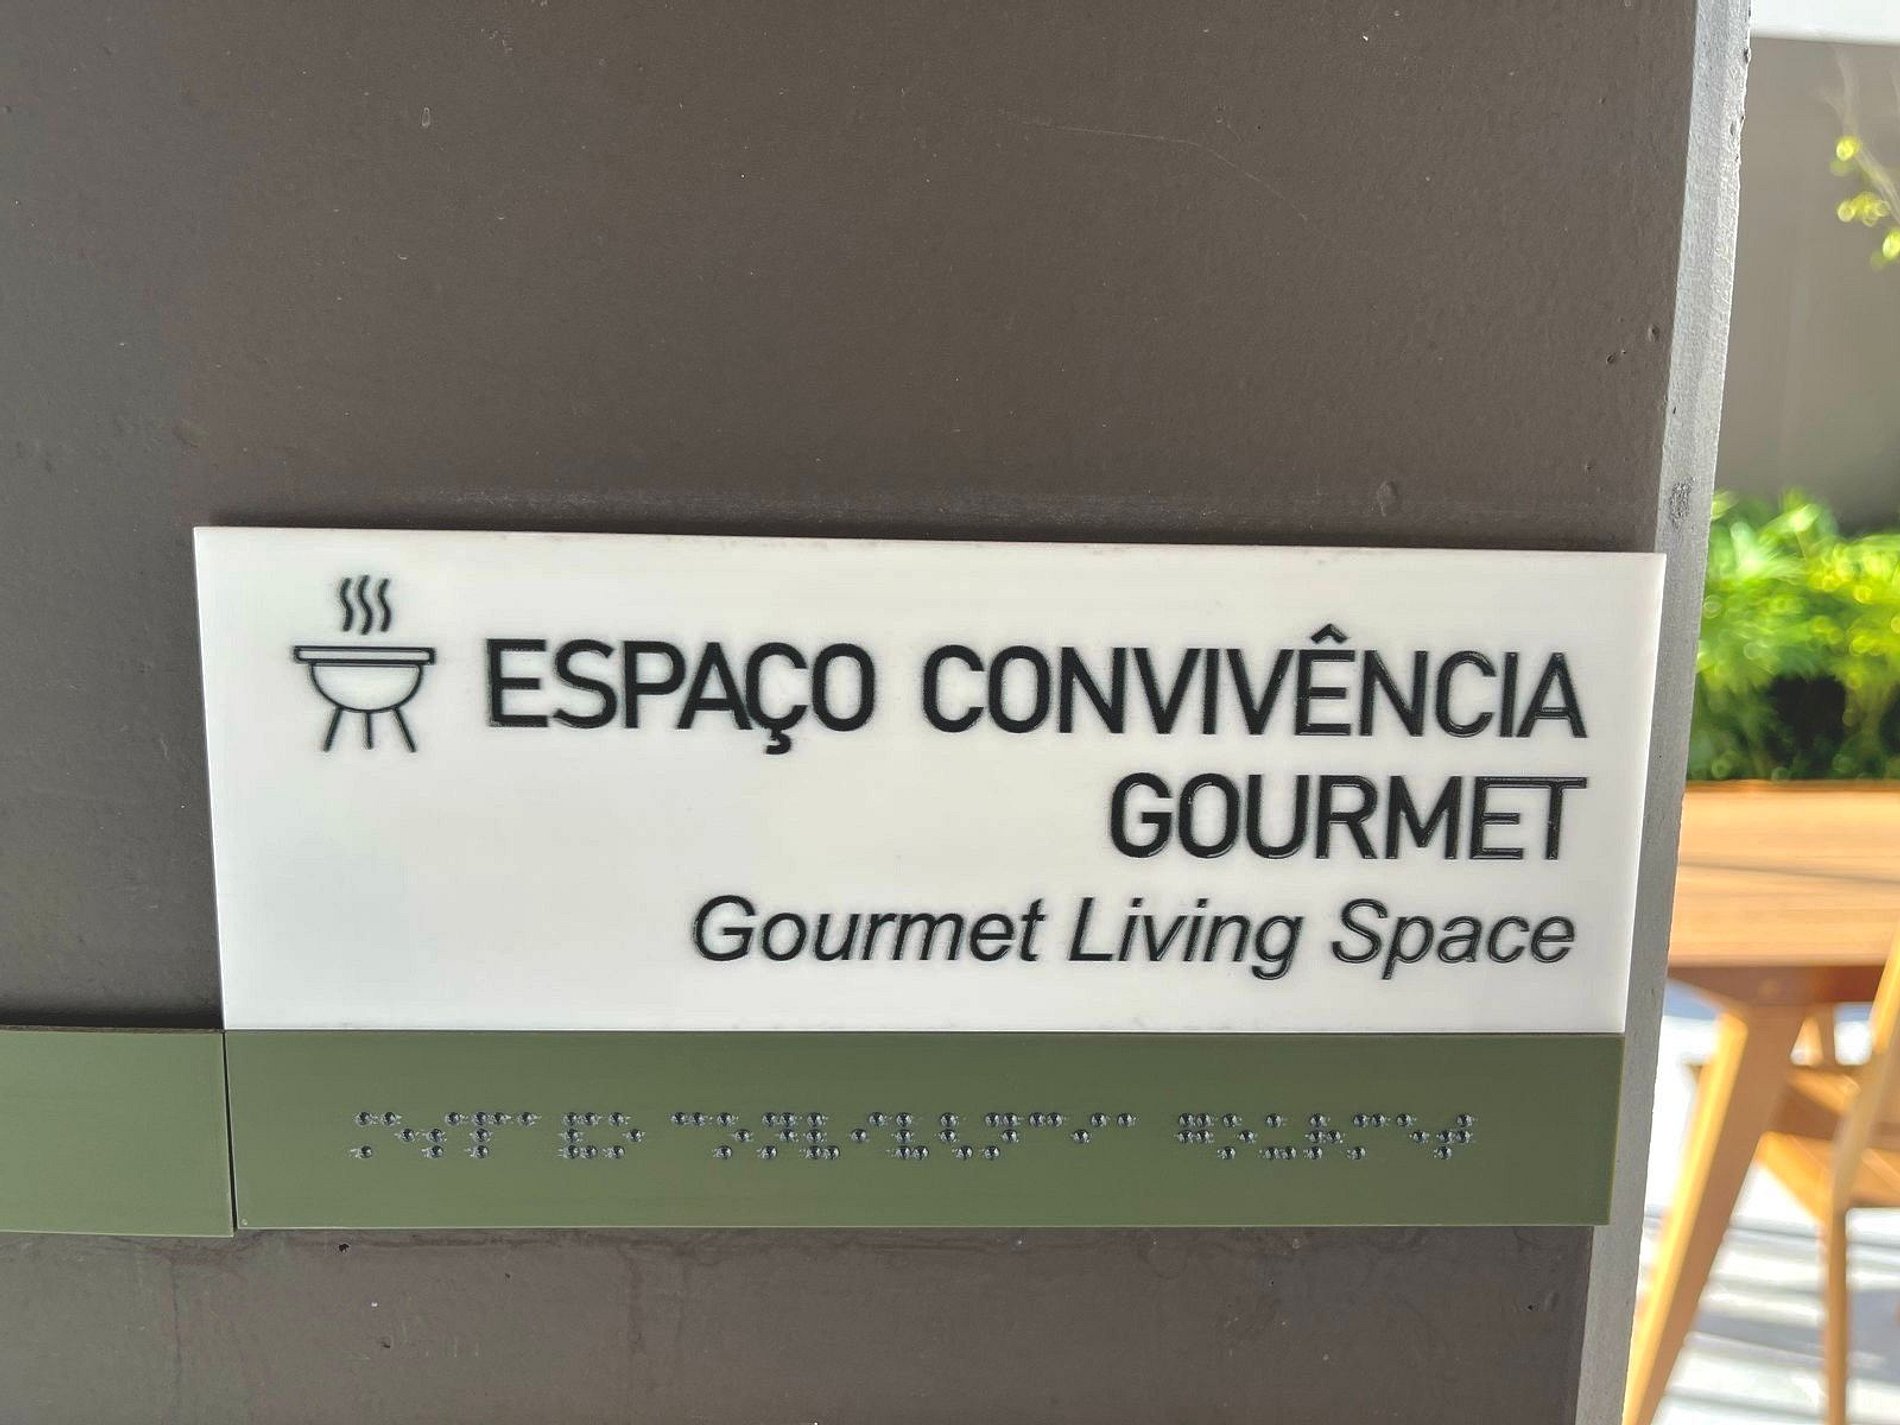 ESPAÇO CONVIVÊNCIA
GOURMET
Gourmet Living Space